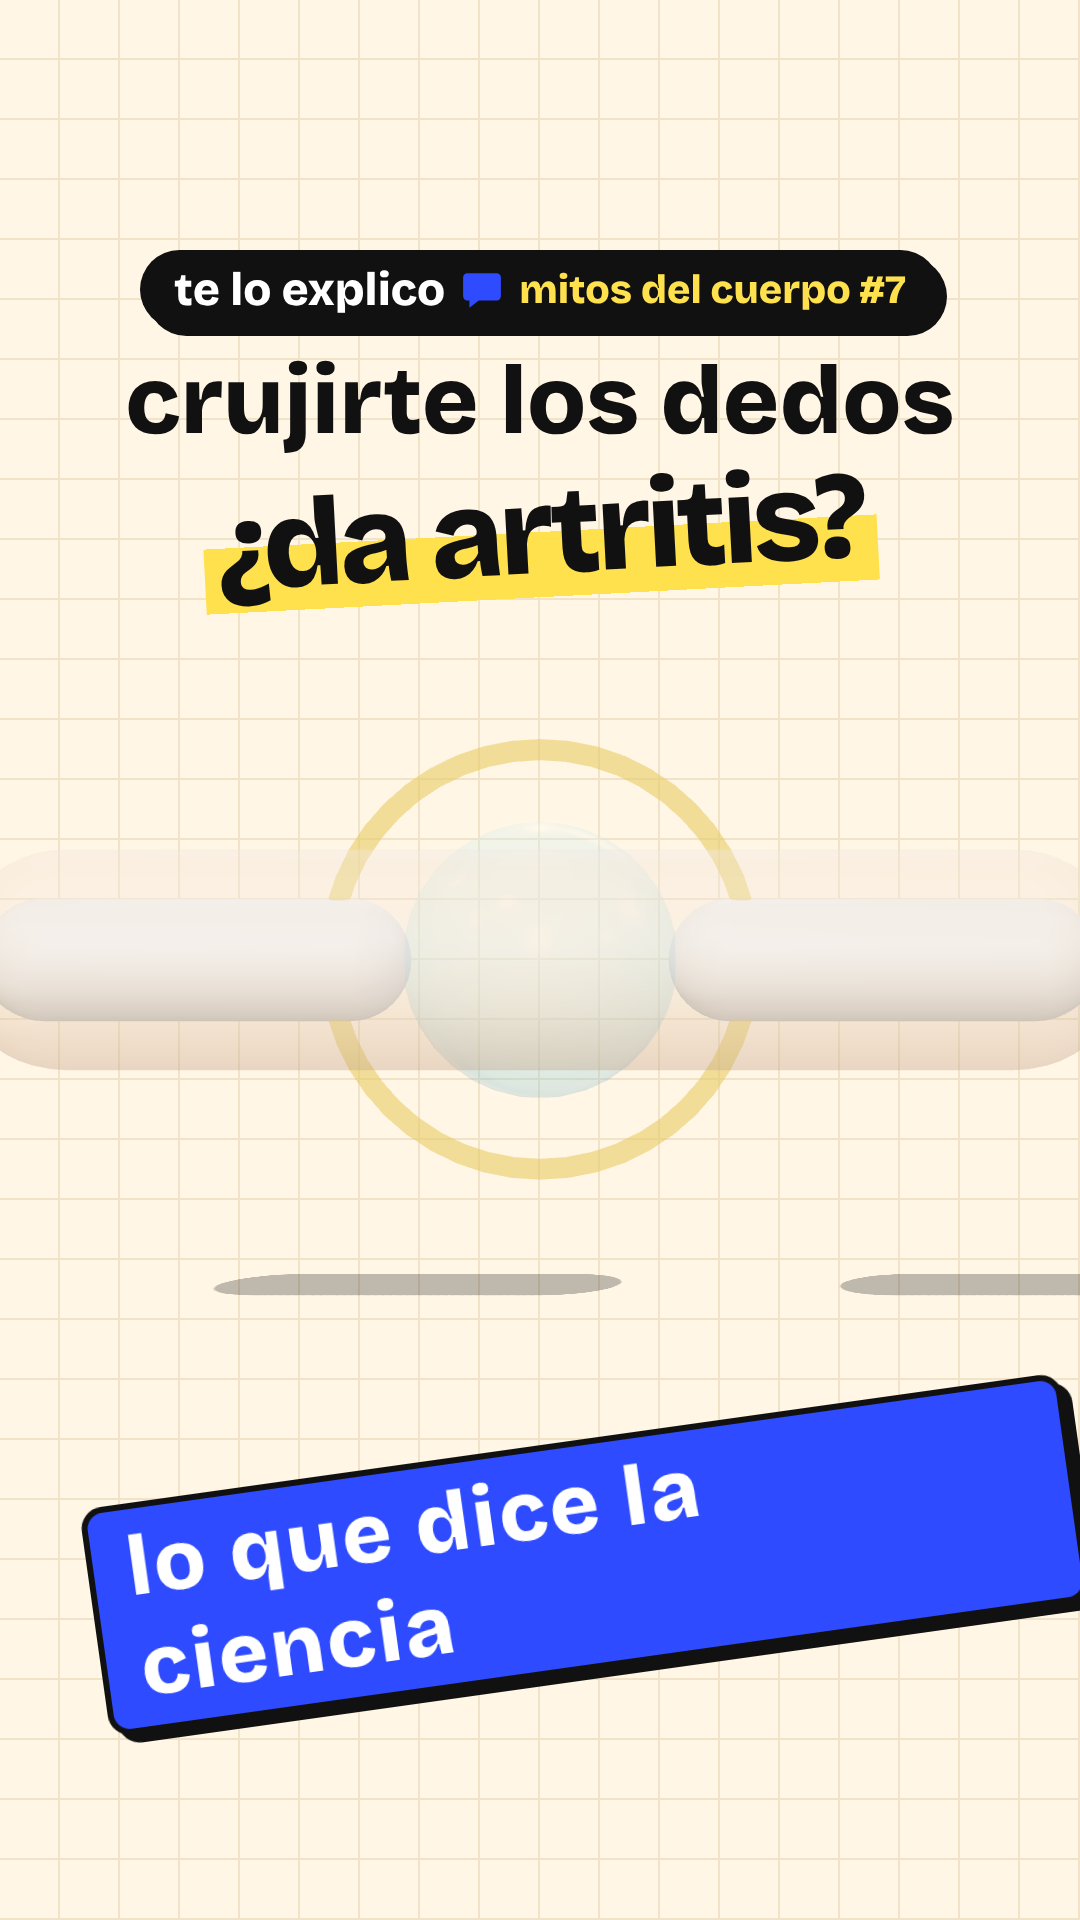 te lo explico mitos del cuerpo #7
crujirte los dedos
¿da artritis?
lo que dice la
ciencia